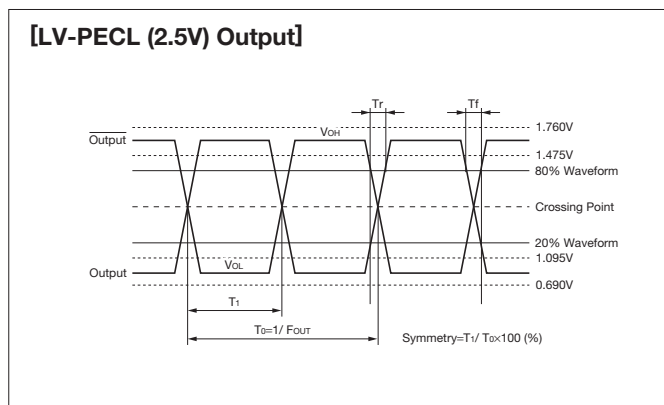 [LV-PECL (2.5V) Output]
Tr
Tf
1.760V
VOH
Output
1.475V
80% Waveform
Crossing Point
20% Waveform
1.095V
VOL
Output
0.690V
T1
T0=1/ FOUT
Symmetry=T1/ T0×100 (%)